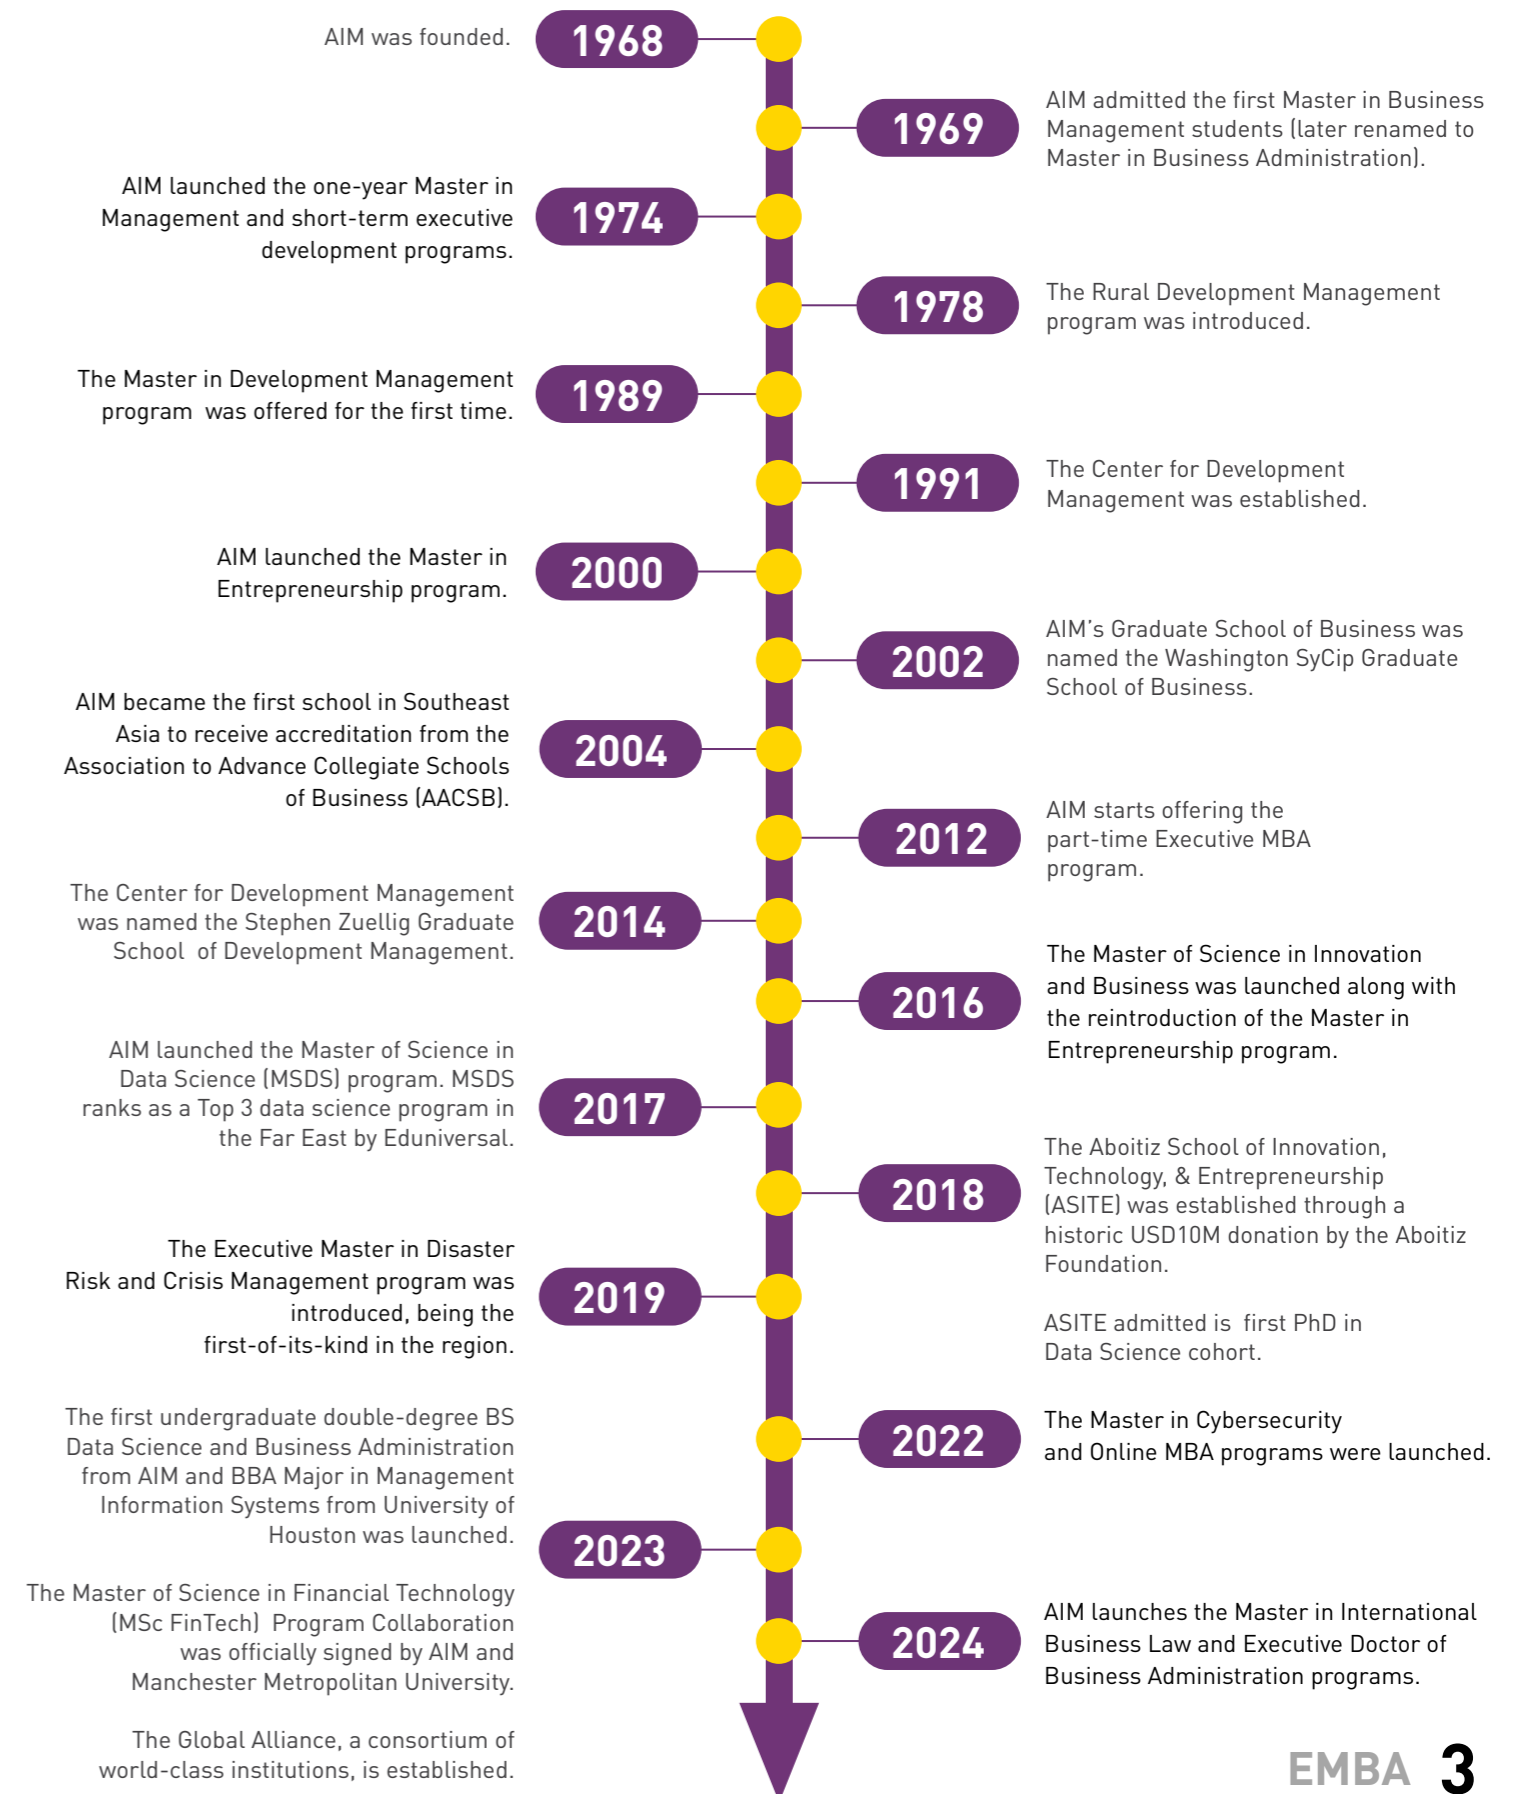 AIM was founded.
1968
1969
AIM admitted the first Master in Business
Management students (later renamed to
Master in Business Administration).
AIM launched the one-year Master in
Management and short-term executive
development programs.
1974
1978
The Rural Development Management
program was introduced.
The Master in Development Management
program was offered for the first time.
1989
1991
The Center for Development
Management was established.
AIM launched the Master in
Entrepreneurship program.
2000
2002
AIM's Graduate School of Business was
named the Washington SyCip Graduate
School of Business.
AIM became the first school in Southeast
Asia to receive accreditation from the
Association to Advance Collegiate Schools
of Business (AACSB).
2004
2012
AIM starts offering the
part-time Executive MBA
program.
The Center for Development Management
was named the Stephen Zuellig Graduate
School of Development Management.
2014
2016
The Master of Science in Innovation
and Business was launched along with
the reintroduction of the Master in
Entrepreneurship program.
AIM launched the Master of Science in
Data Science (MSDS) program. MSDS
ranks as a Top 3 data science program in
the Far East by Eduniversal.
2017
2018
The Aboitiz School of Innovation,
Technology, & Entrepreneurship
(ASITE) was established through a
historic USD10M donation by the Aboitiz
Foundation.
ASITE admitted is first PhD in
Data Science cohort.
The Executive Master in Disaster
Risk and Crisis Management program was
introduced, being the
first-of-its-kind in the region.
2019
2022
The Master in Cybersecurity
and Online MBA programs were launched.
The first undergraduate double-degree BS
Data Science and Business Administration
from AIM and BBA Major in Management
Information Systems from University of
Houston was launched.
2023
The Master of Science in Financial Technology
(MSc FinTech) Program Collaboration
was officially signed by AIM and
Manchester Metropolitan University.
The Global Alliance, a consortium of
world-class institutions, is established.
2024
AIM launches the Master in International
Business Law and Executive Doctor of
Business Administration programs.
EMBA 3